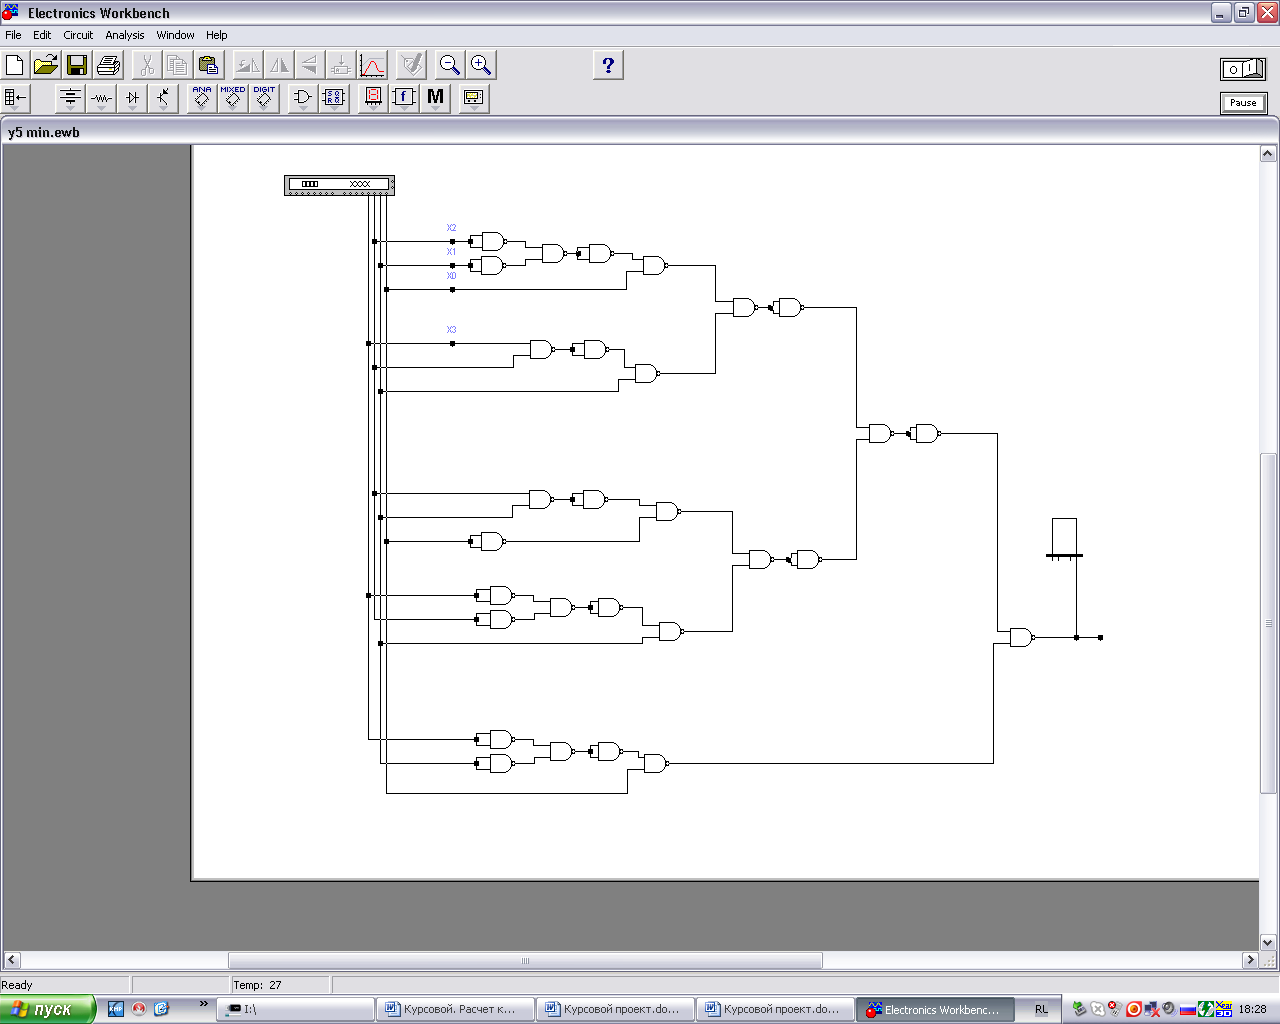 Electronics Workbench
File Edit Circuit Analysis Window Help
ANA MIXED DIGIT
M
O I
Pause
y5 min.ewb
XXXX
X2
X1
X0
X3
Ready
Temp: 27
пуск
I:\
Курсовой. Расчет к...
Курсовой проект.do...
Курсовой проект.do...
Electronics Workbenc...
RL
18:28